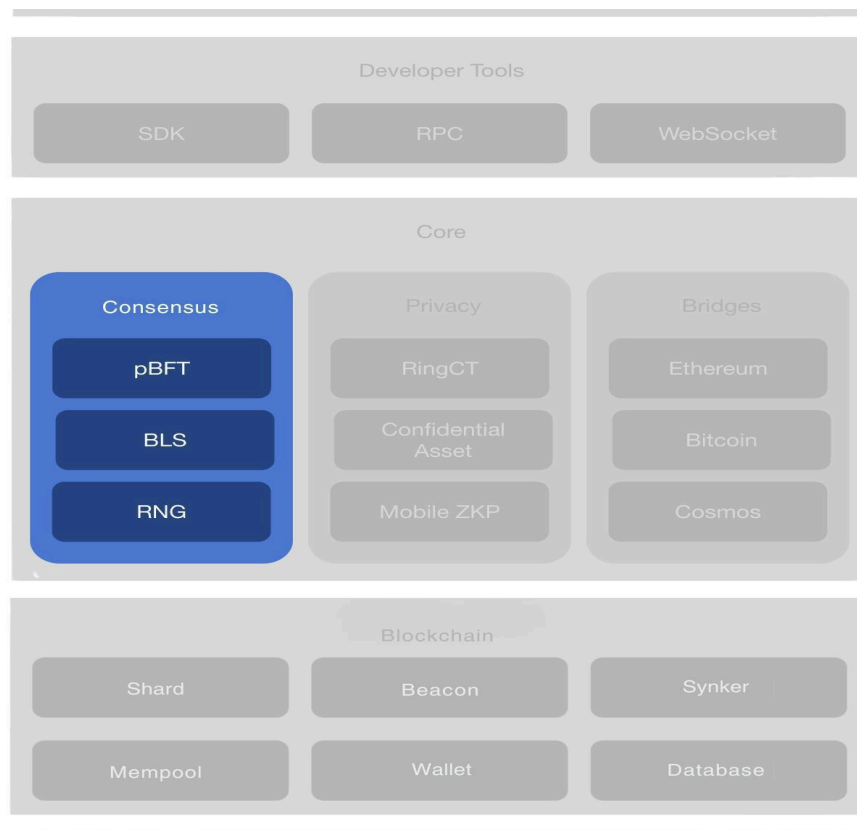 Developer Tools
SDK RPC WebSocket
Core
Consensus Privacy Bridges
pBFT RingCT Ethereum
BLS Confidential Asset Bitcoin
RNG Mobile ZKP Cosmos
Blockchain
Shard Beacon Synker
Mempool Wallet Database